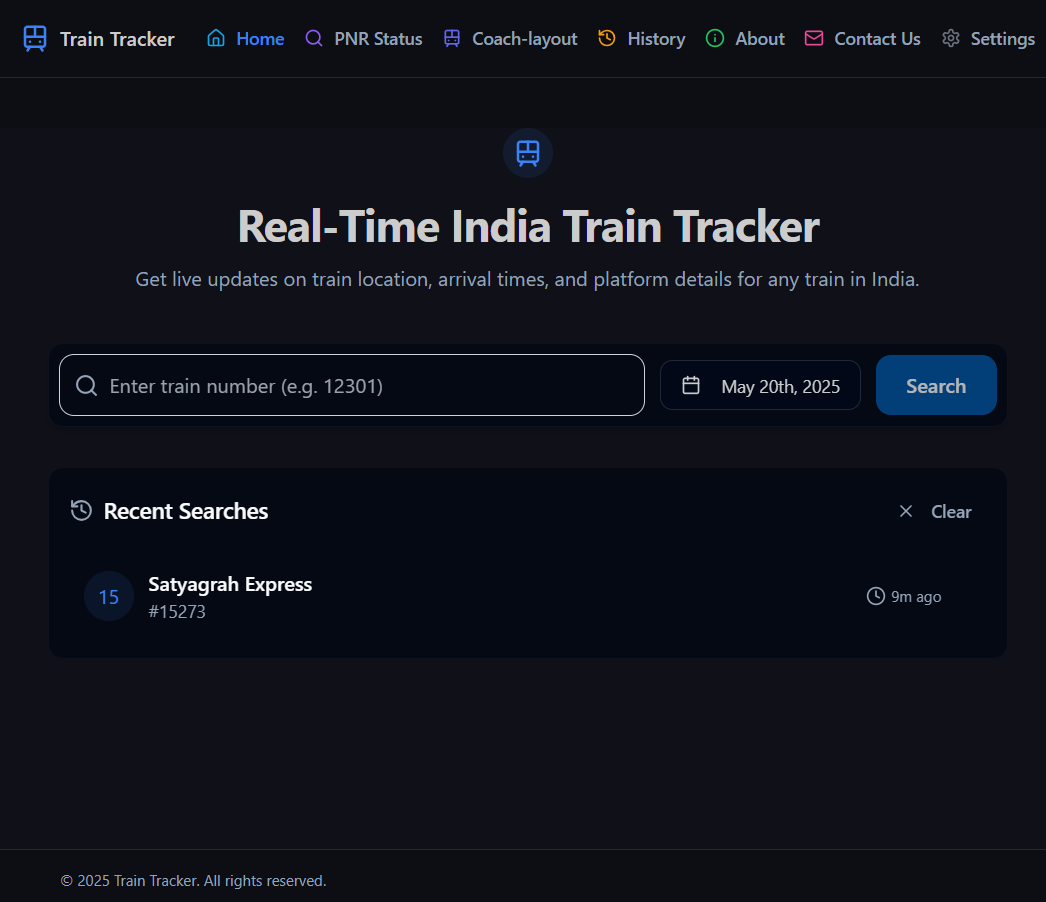 Train Tracker Home PNR Status Coach-layout History About Contact Us Settings
Real-Time India Train Tracker
Get live updates on train location, arrival times, and platform details for any train in India.
Enter train number (e.g. 12301) May 20th, 2025 Search
Recent Searches Clear
15 Satyagrah Express
#15273
9m ago
© 2025 Train Tracker. All rights reserved.